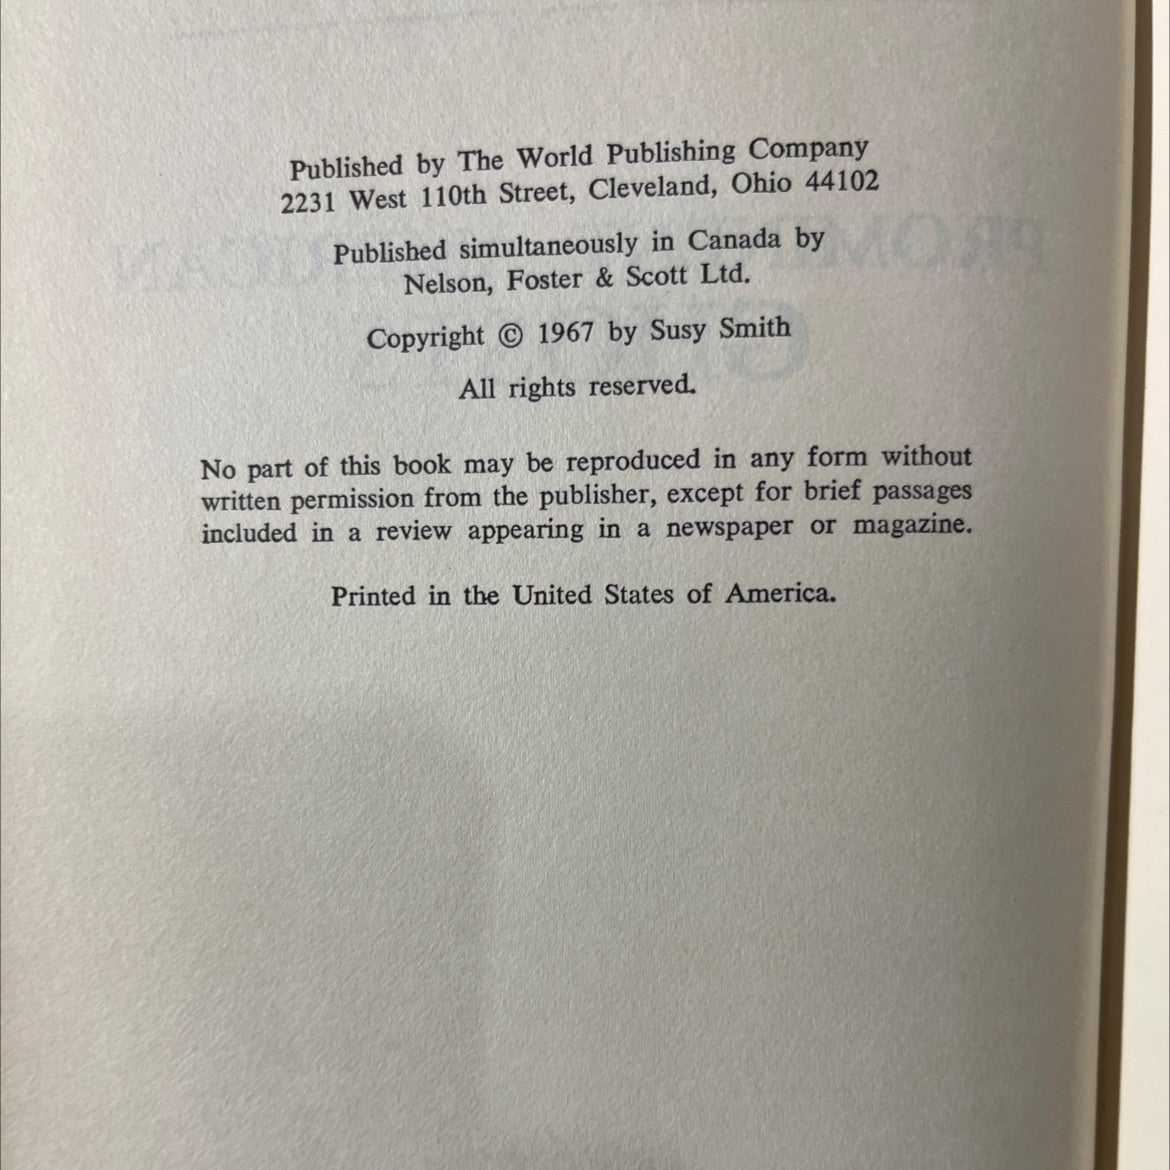 Published by The World Publishing Company
2231 West 110th Street, Cleveland, Ohio 44102
Published simultaneously in Canada by
Nelson, Foster & Scott Ltd.
Copyright © 1967 by Susy Smith
All rights reserved.
No part of this book may be reproduced in any form without
written permission from the publisher, except for brief passages
included in a review appearing in a newspaper or magazine.
Printed in the United States of America.